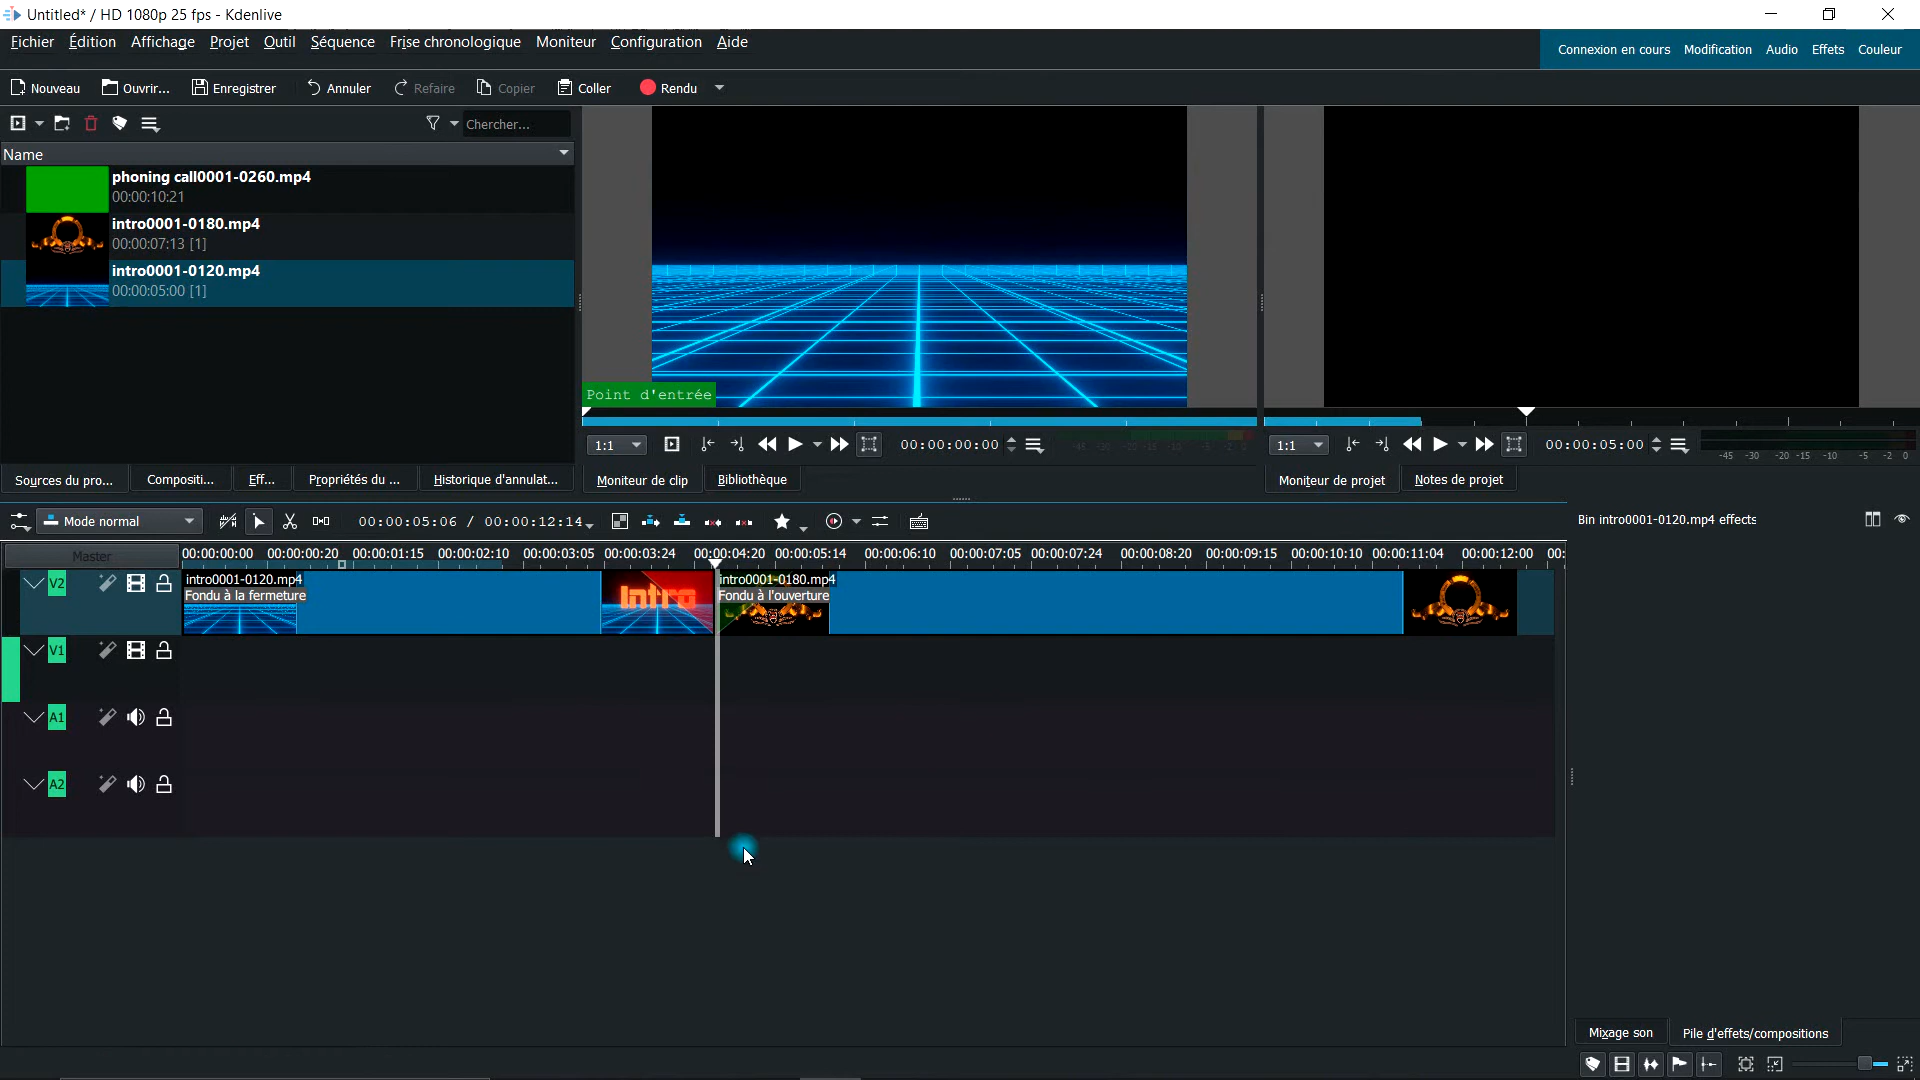 Untitled* / HD 1080p 25 fps - Kdenlive
Fichier Édition Affichage Projet Outil Séquence Frise chronologique Moniteur Configuration Aide
Connexion en cours Modification Audio Effets Couleur
Nouveau Ouvrir... Enregistrer Annuler Refaire Copier Coller Rendu
Chercher...
Name
phoning call0001-0260.mp4
00:00:10:21
intro0001-0180.mp4
00:00:07:13 [1]
intro0001-0120.mp4
00:00:05:00 [1]
Point d'entrée
1:1 00:00:00:00 -45 -30 -20 -15 -10 -5 -2 0
1:1 00:00:05:00
-45 -30 -20 -15 -10 -5 -2 0
Sources du pro... Compositi... Eff... Propriétés du ... Historique d'annulat...
Moniteur de clip Bibliothèque
Moniteur de projet Notes de projet
Mode normal 00:00:05:06 / 00:00:12:14
Bin intro0001-0120.mp4 effects
Master 00:00:00:00 00:00:00:20 00:00:01:15 00:00:02:10 00:00:03:05 00:00:03:24 00:00:04:20 00:00:05:14 00:00:06:10 00:00:07:05 00:00:07:24 00:00:08:20 00:00:09:15 00:00:10:10 00:00:11:04 00:00:12:00 00:
V2
intro0001-0120.mp4
Fondu à la fermeture
Intro
intro0001-0180.mp4
Fondu à l'ouverture
V1
A1
A2
Mixage son Pile d'effets/compositions